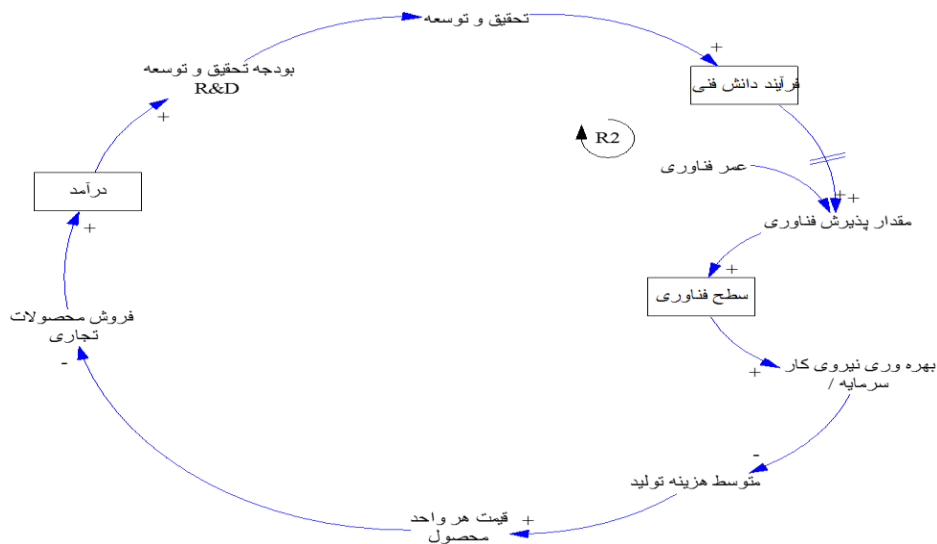 تحقیق و توسعه
+
فرآیند دانش فنی
بودجه تحقیق و توسعه
R&D
+
R2
عمر فناوری
درآمد
+
+
مقدار پذیرش فناوری
+
+
سطح فناوری
فروش محصولات
تجاری
-
بهره وری نیروی کار
سرمایه /
+
-
متوسط هزینه تولید
قیمت هر واحد
محصول
+